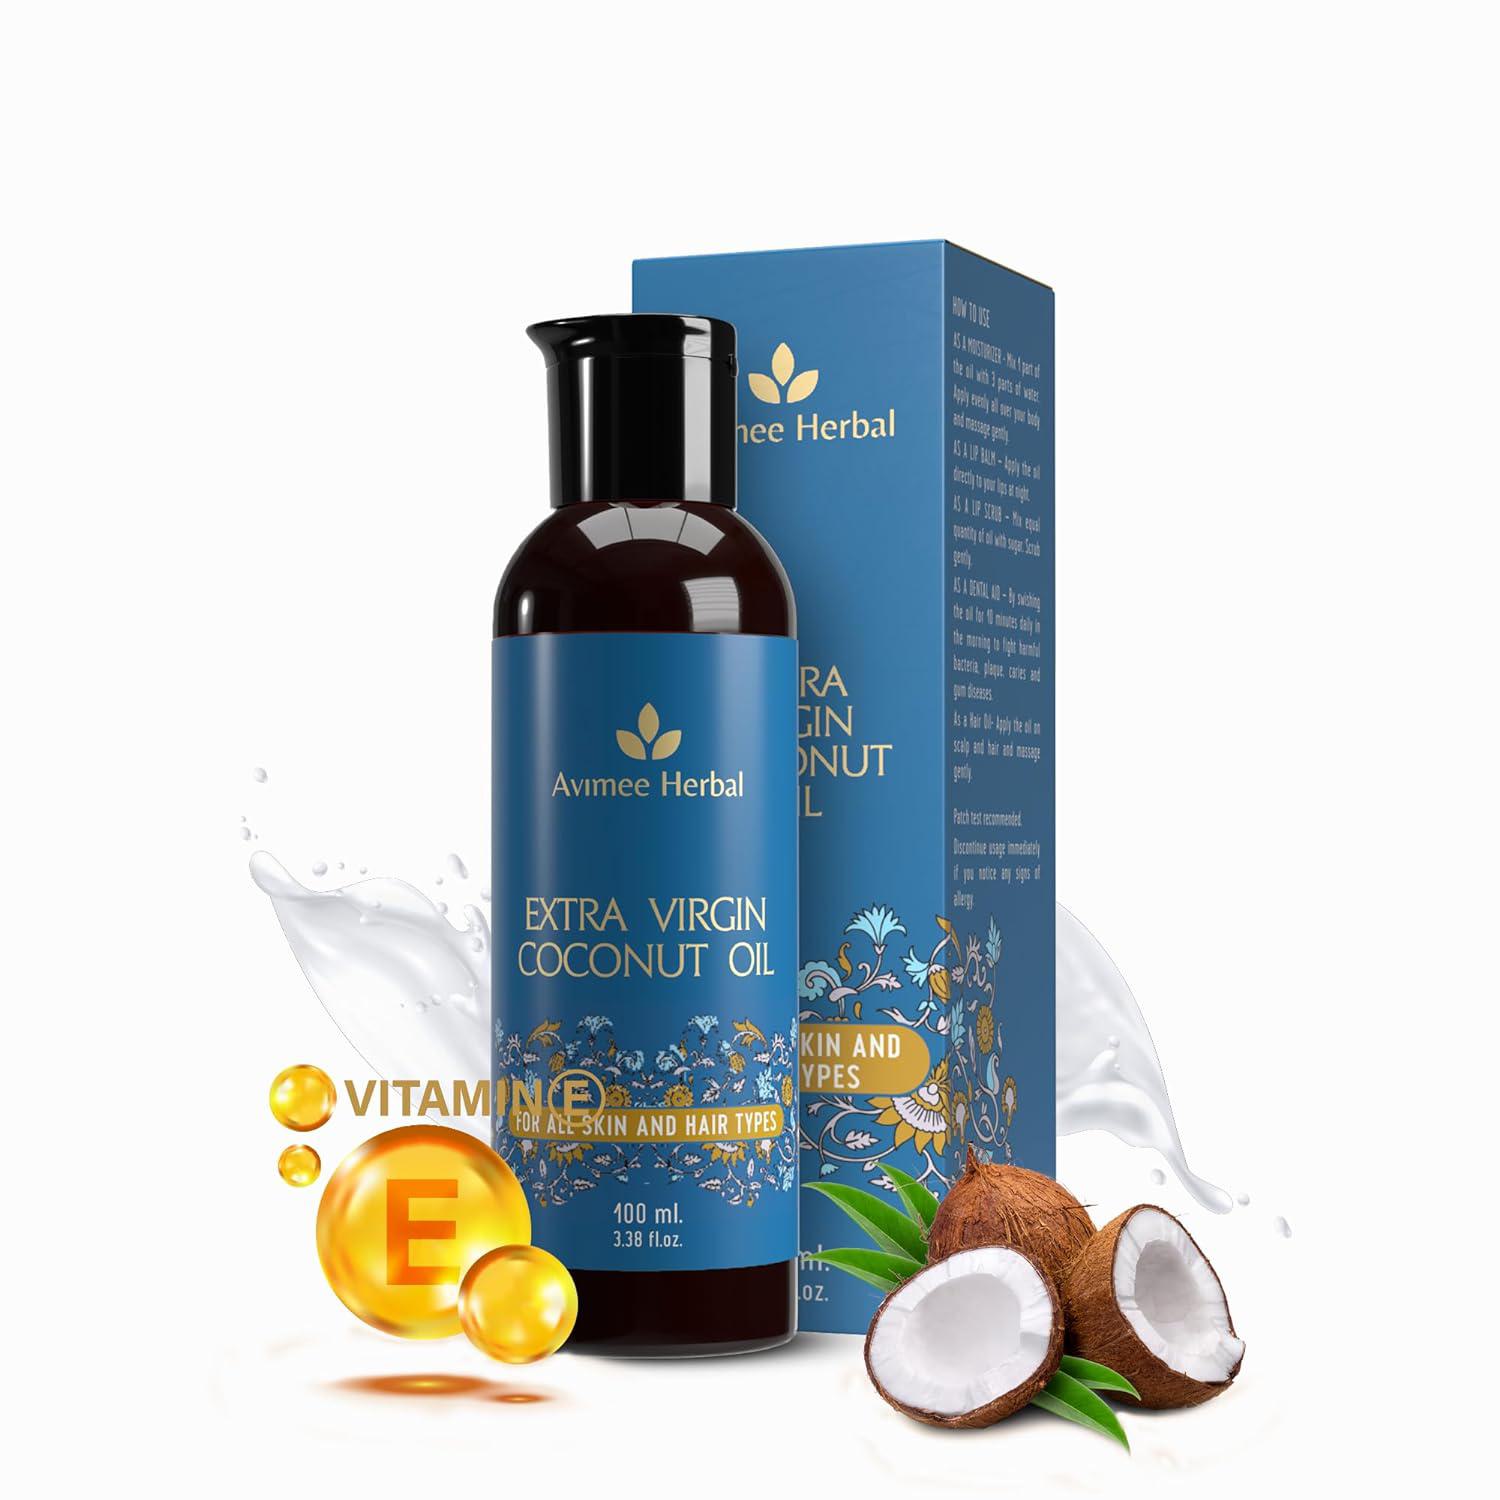 Avimee Herbal
EXTRA VIRGIN
COCONUT OIL
FOR ALL SKIN AND HAIR TYPES
100 ml.
3.38 fl.oz.
VITAMIN E
E
nee Herbal
RA
GIN
ONUT
IL
KIN AND
YPES
ml.
.oz.
HOW TO USE
AS A MOISTURIZER - Mix 1 part of
the oil with 3 parts of water.
Apply evenly all over your body
and massage gently.
AS A LIP BALM – Apply the oil
directly to your lips at night.
AS A LIP SCRUB – Mix equal
quantity of oil with sugar. Scrub
gently.
AS A DENTAL AID – By swishing
the oil for 10 minutes daily in
the morning to fight harmful
bacteria, plaque, caries and
gum diseases.
As a Hair Oil- Apply the oil on
scalp and hair and massage
gently.
Patch test recommended.
Discontinue usage immediately
if you notice any signs of
allergy.